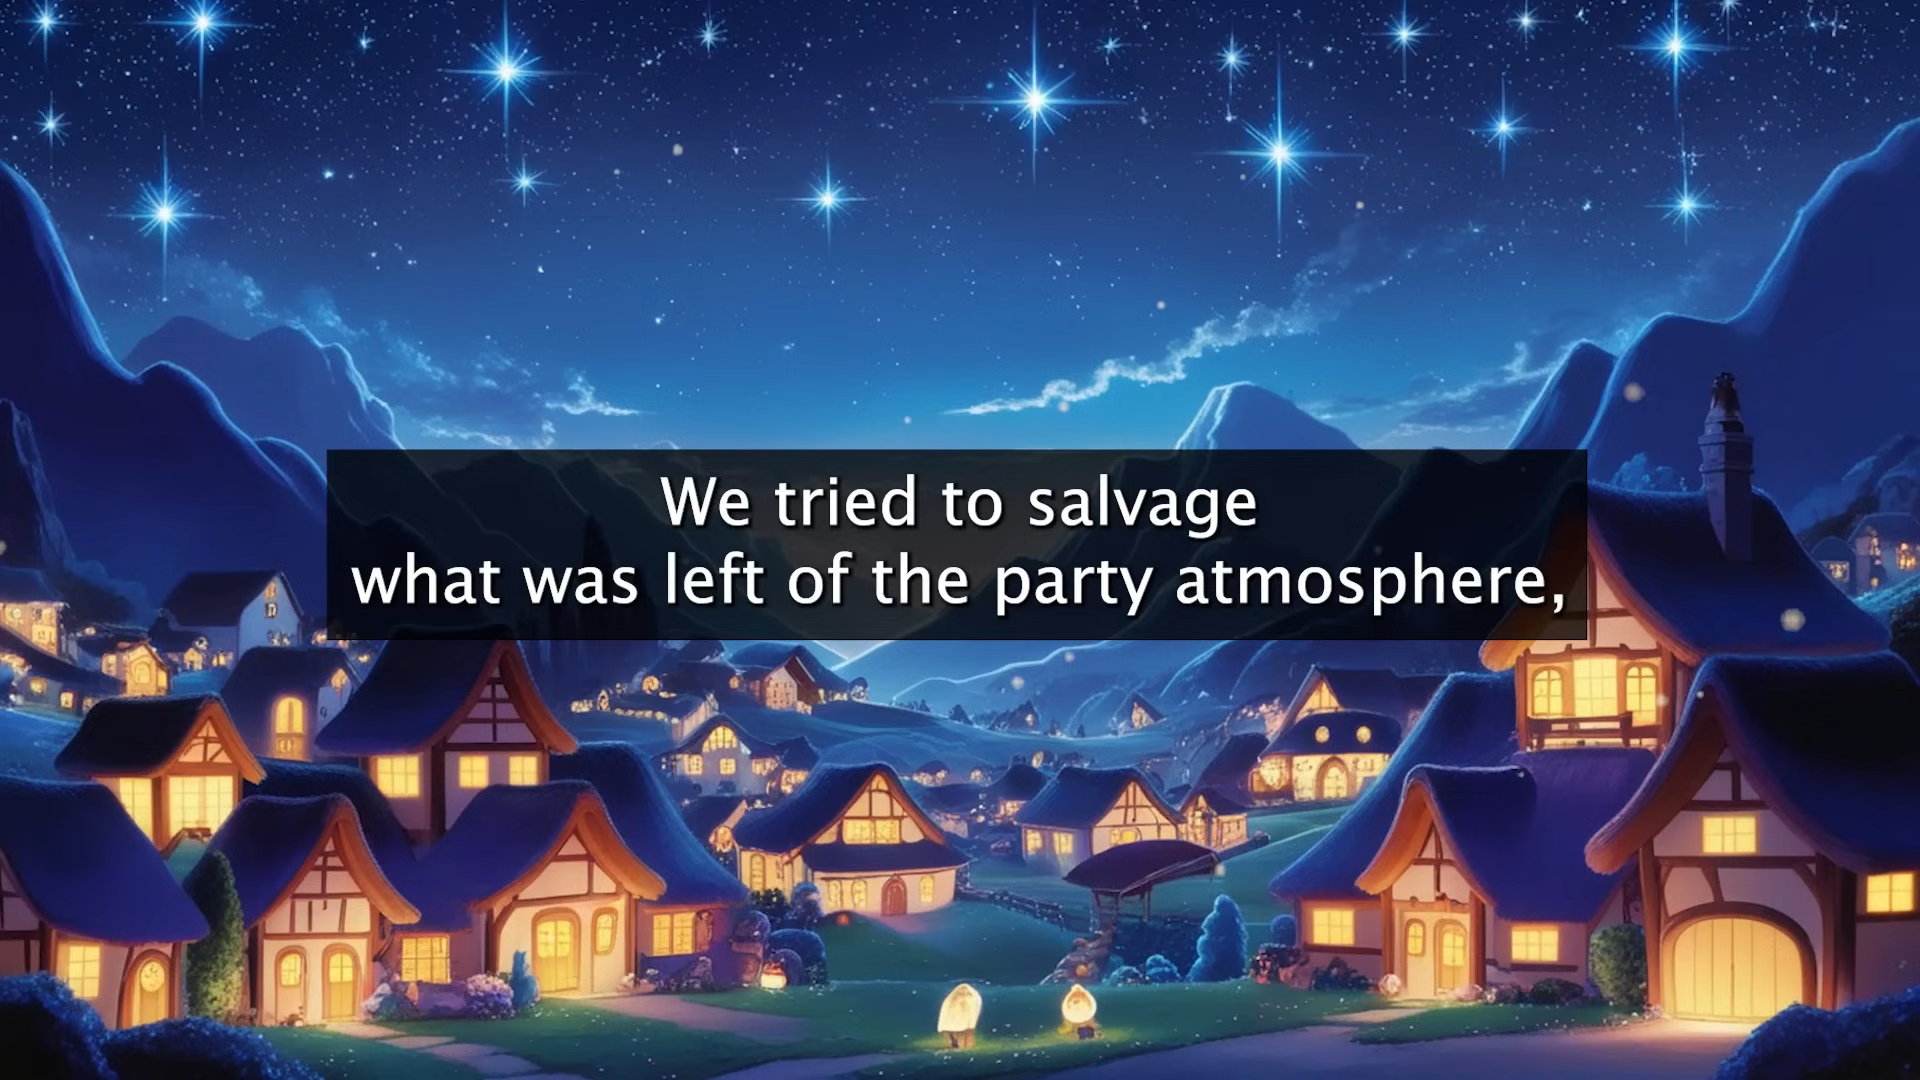 We tried to salvage
what was left of the party atmosphere,